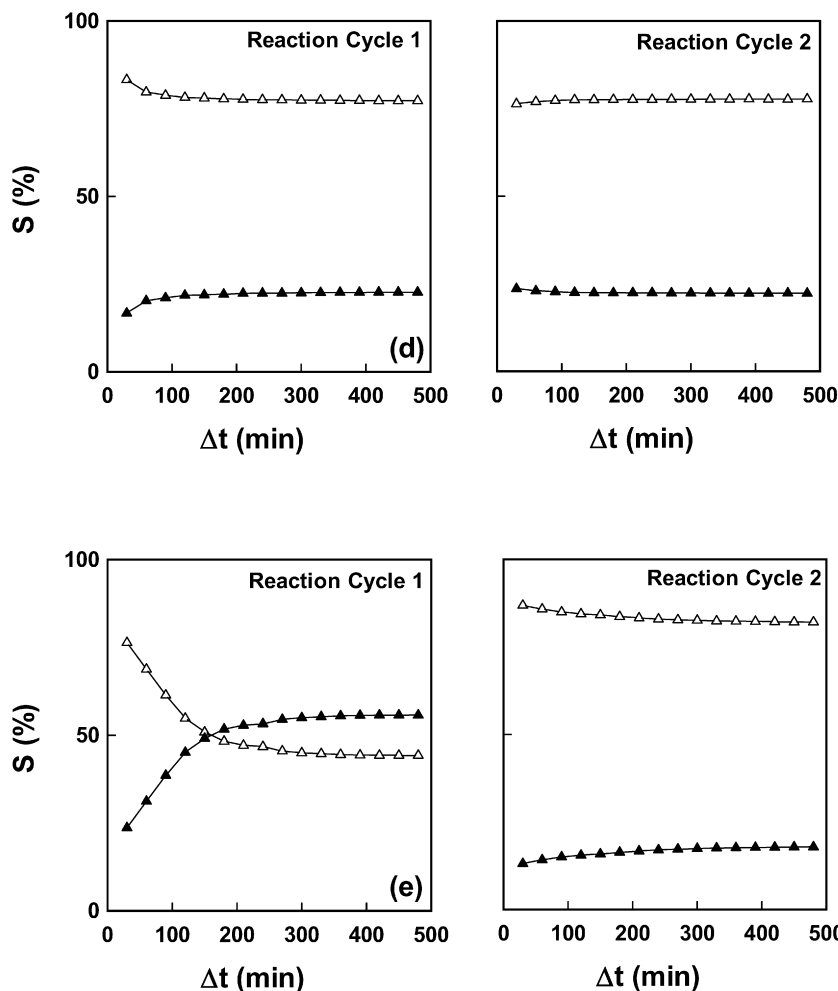 100
Reaction Cycle 1
Reaction Cycle 2
S (%)
50
(d)
0
0 100 200 300 400 500
0 100 200 300 400 500
Δt (min)
Δt (min)
100
Reaction Cycle 1
Reaction Cycle 2
S (%)
50
(e)
0
0 100 200 300 400 500
0 100 200 300 400
Δt (min)
Δt (min)